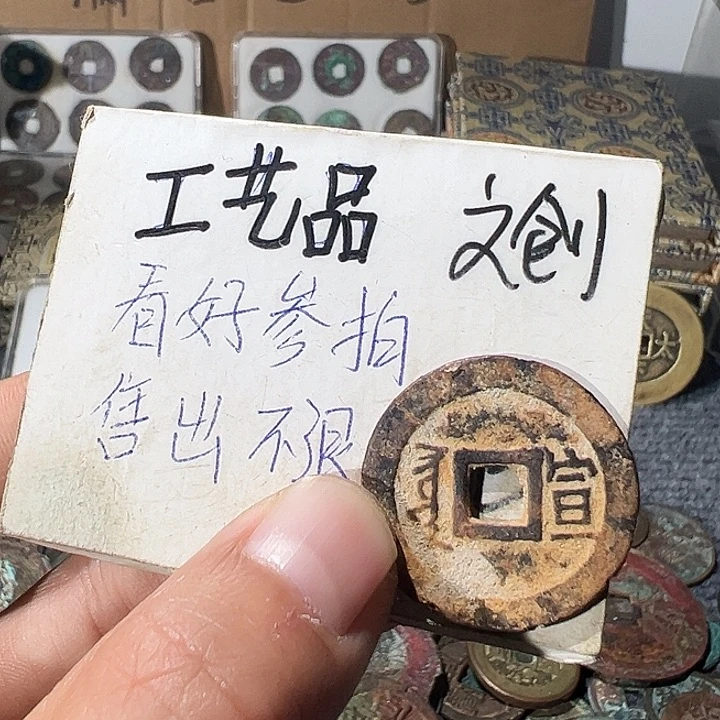 工艺品 文创
看好参拍
售出不退
宣